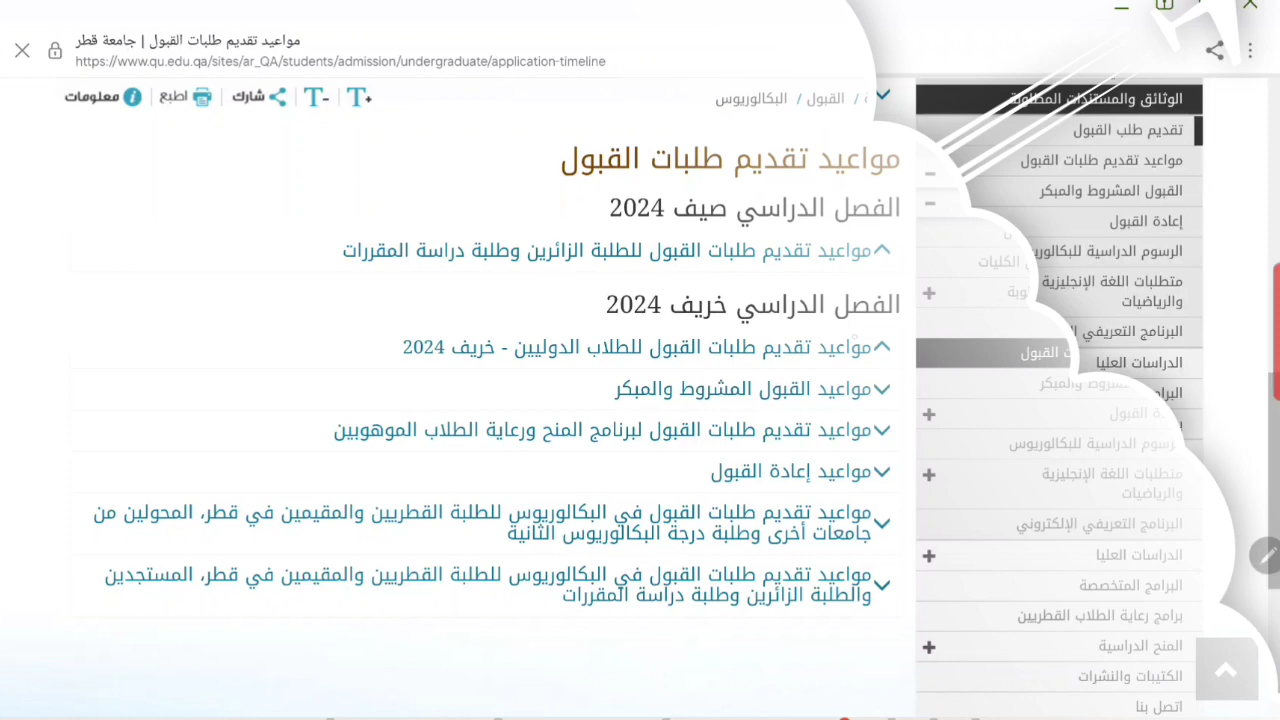 مواعيد تقديم طلبات القبول | جامعة قطر
https://www.qu.edu.qa/sites/ar_QA/students/admission/undergraduate/application-timeline
القبول / البكالوريوس
T+ T- شارك اطبع معلومات
مواعيد تقديم طلبات القبول
الفصل الدراسي صيف 2024
مواعيد تقديم طلبات القبول للطلبة الزائرين وطلبة دراسة المقررات
الفصل الدراسي خريف 2024
مواعيد تقديم طلبات القبول للطلاب الدوليين - خريف 2024
مواعيد القبول المشروط والمبكر
مواعيد تقديم طلبات القبول لبرنامج المنح ورعاية الطلاب الموهوبين
مواعيد إعادة القبول
مواعيد تقديم طلبات القبول في البكالوريوس للطلبة القطريين والمقيمين في قطر، المحولين من
جامعات أخرى وطلبة درجة البكالوريوس الثانية
مواعيد تقديم طلبات القبول في البكالوريوس للطلبة القطريين والمقيمين في قطر، المستجدين
والطلبة الزائرين وطلبة دراسة المقررات
الوثائق والمستندات المطلوبة
تقديم طلب القبول
مواعيد تقديم طلبات القبول
القبول المشروط والمبكر
إعادة القبول
الرسوم الدراسية للبكالوريوس
الكليات
متطلبات اللغة الإنجليزية
والرياضيات
البرنامج التعريفي
القبول
الدراسات العليا
المشروط والمبكر
القبول
الرسوم الدراسية للبكالوريوس
متطلبات اللغة الإنجليزية
والرياضيات
البرنامج التعريفي الإلكتروني
الدراسات العليا
البرامج المتخصصة
برامج رعاية الطلاب القطريين
المنح الدراسية
الكتيبات والنشرات
اتصل بنا